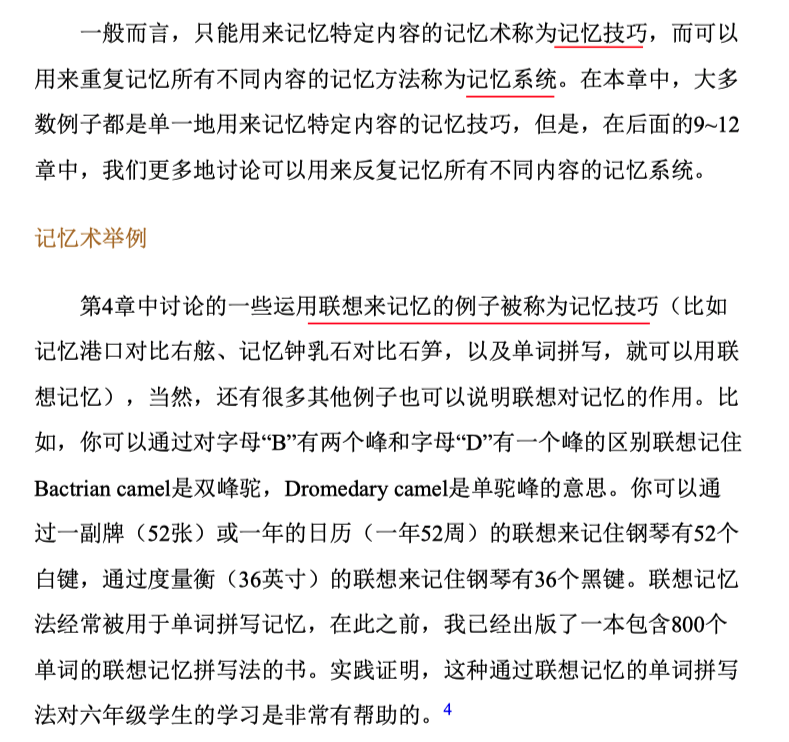 一般而言，只能用来记忆特定内容的记忆术称为记忆技巧，而可以
用来重复记忆所有不同内容的记忆方法称为记忆系统。在本章中，大多
数例子都是单一地用来记忆特定内容的记忆技巧，但是，在后面的9~12
章中，我们更多地讨论可以用来反复记忆所有不同内容的记忆系统。
记忆术举例
第4章中讨论的一些运用联想来记忆的例子被称为记忆技巧（比如
记忆港口对比右舷、记忆钟乳石对比石笋，以及单词拼写，就可以用联
想记忆），当然，还有很多其他例子也可以说明联想对记忆的作用。比
如，你可以通过对字母“B”有两个峰和字母“D”有一个峰的区别联想记住
Bactrian camel是双峰驼，Dromedary camel是单驼峰的意思。你可以通
过一副牌（52张）或一年的日历（一年52周）的联想来记住钢琴有52个
白键，通过度量衡（36英寸）的联想来记住钢琴有36个黑键。联想记忆
法经常被用于单词拼写记忆，在此之前，我已经出版了一本包含800个
单词的联想记忆拼写法的书。实践证明，这种通过联想记忆的单词拼写
法对六年级学生的学习是非常有帮助的。4